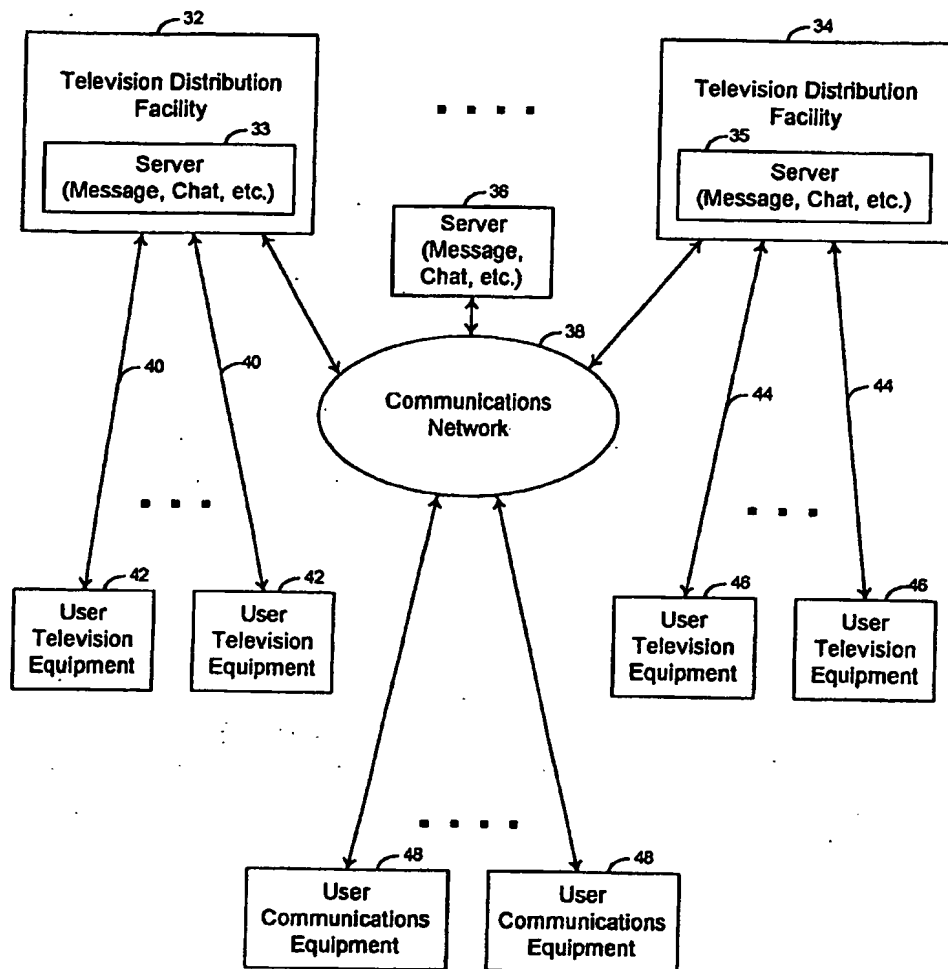 32
Television Distribution
Facility
33
Server
(Message, Chat, etc.)
34
Television Distribution
Facility
35
Server
(Message, Chat, etc.)
36
Server
(Message,
Chat, etc.)
38
Communications
Network
40
40
44
44
42
User
Television
Equipment
42
User
Television
Equipment
46
User
Television
Equipment
46
User
Television
Equipment
48
User
Communications
Equipment
48
User
Communications
Equipment